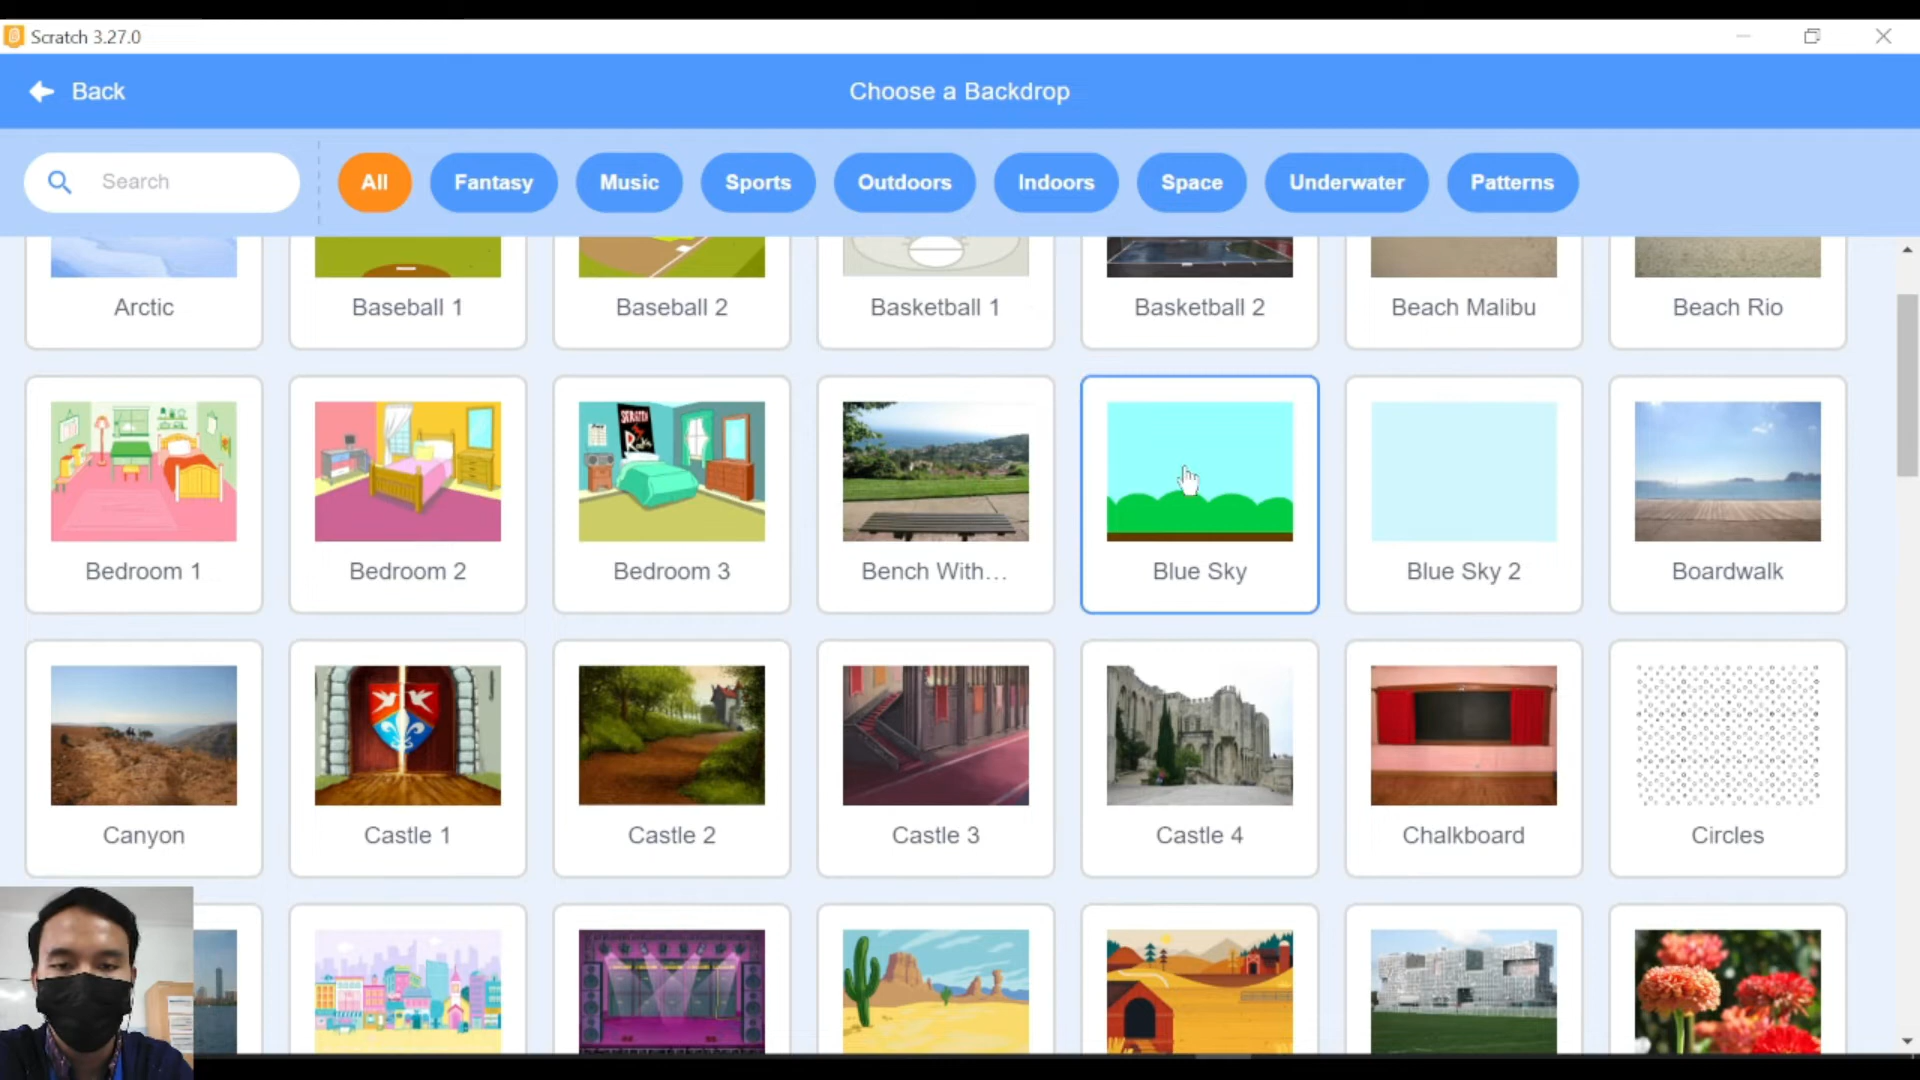 Scratch 3.27.0
Back
Choose a Backdrop
Search
All
Fantasy
Music
Sports
Outdoors
Indoors
Space
Underwater
Patterns
Arctic
Baseball 1
Baseball 2
Basketball 1
Basketball 2
Beach Malibu
Beach Rio
Bedroom 1
Bedroom 2
Bedroom 3
Bench With...
Blue Sky
Blue Sky 2
Boardwalk
Canyon
Castle 1
Castle 2
Castle 3
Castle 4
Chalkboard
Circles